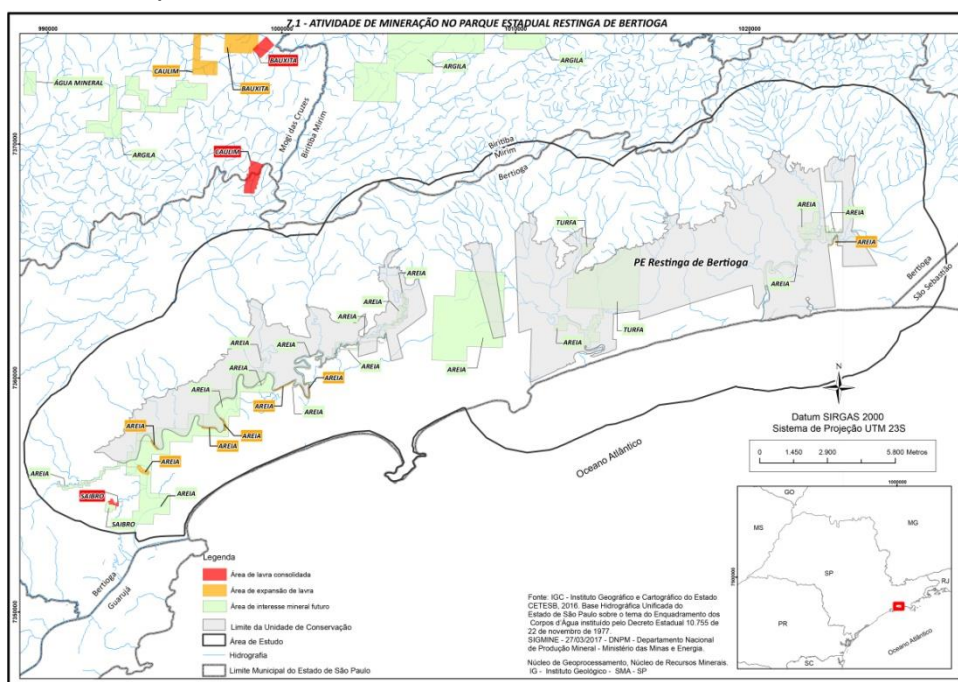 7.1 - ATIVIDADE DE MINERAÇÃO NO PARQUE ESTADUAL RESTINGA DE BERTIOGA
990000
1000000
1010000
1020000
BAUXITA
ARGILA
ARGILA
CAULIM
BAUXITA
ÁGUA MINERAL
Mogi das Cruzes
Biritiba Mirim
7370000
ARGILA
CAULIM
Biritiba
Mirim
Bertioga
AREIA
AREIA
TURFA
AREIA
PE Restinga de Bertioga
Bertioga
São Sebastião
AREIA
AREIA
AREIA
AREIA
TURFA
AREIA
AREIA
AREIA
AREIA
AREIA
AREIA
7360000
AREIA
AREIA
AREIA
AREIA
AREIA
AREIA
AREIA
AREIA
Oceano Atlântico
AREIA
AREIA
SAIBRO
AREIA
SAIBRO
N
Datum SIRGAS 2000
Sistema de Projeção UTM 23S
0 1.450 2.900 5.800 Metros
Bertioga
Guarujá
7350000
Legenda
Área de lavra consolidada
Área de expansão de lavra
Área de interesse mineral futuro
Limite da Unidade de Conservação
Área de Estudo
Hidrografia
Limite Municipal do Estado de São Paulo
Fonte: IGC - Instituto Geográfico e Cartográfico do Estado
CETESB, 2016. Base Hidrográfica Unificada do
Estado de São Paulo sobre o tema do Enquadramento dos
Corpos d'Água instituído pelo Decreto Estadual 10.755 de
22 de novembro de 1977.
SIGMINE - 27/03/2017 - DNPM - Departamento Nacional
de Produção Mineral - Ministério das Minas e Energia.
Núcleo de Geoprocessamento, Núcleo de Recursos Minerais.
IG - Instituto Geológico - SMA - SP
1000000
GO
MS
MG
SP
RJ
PR
SC
Oceano Atlântico